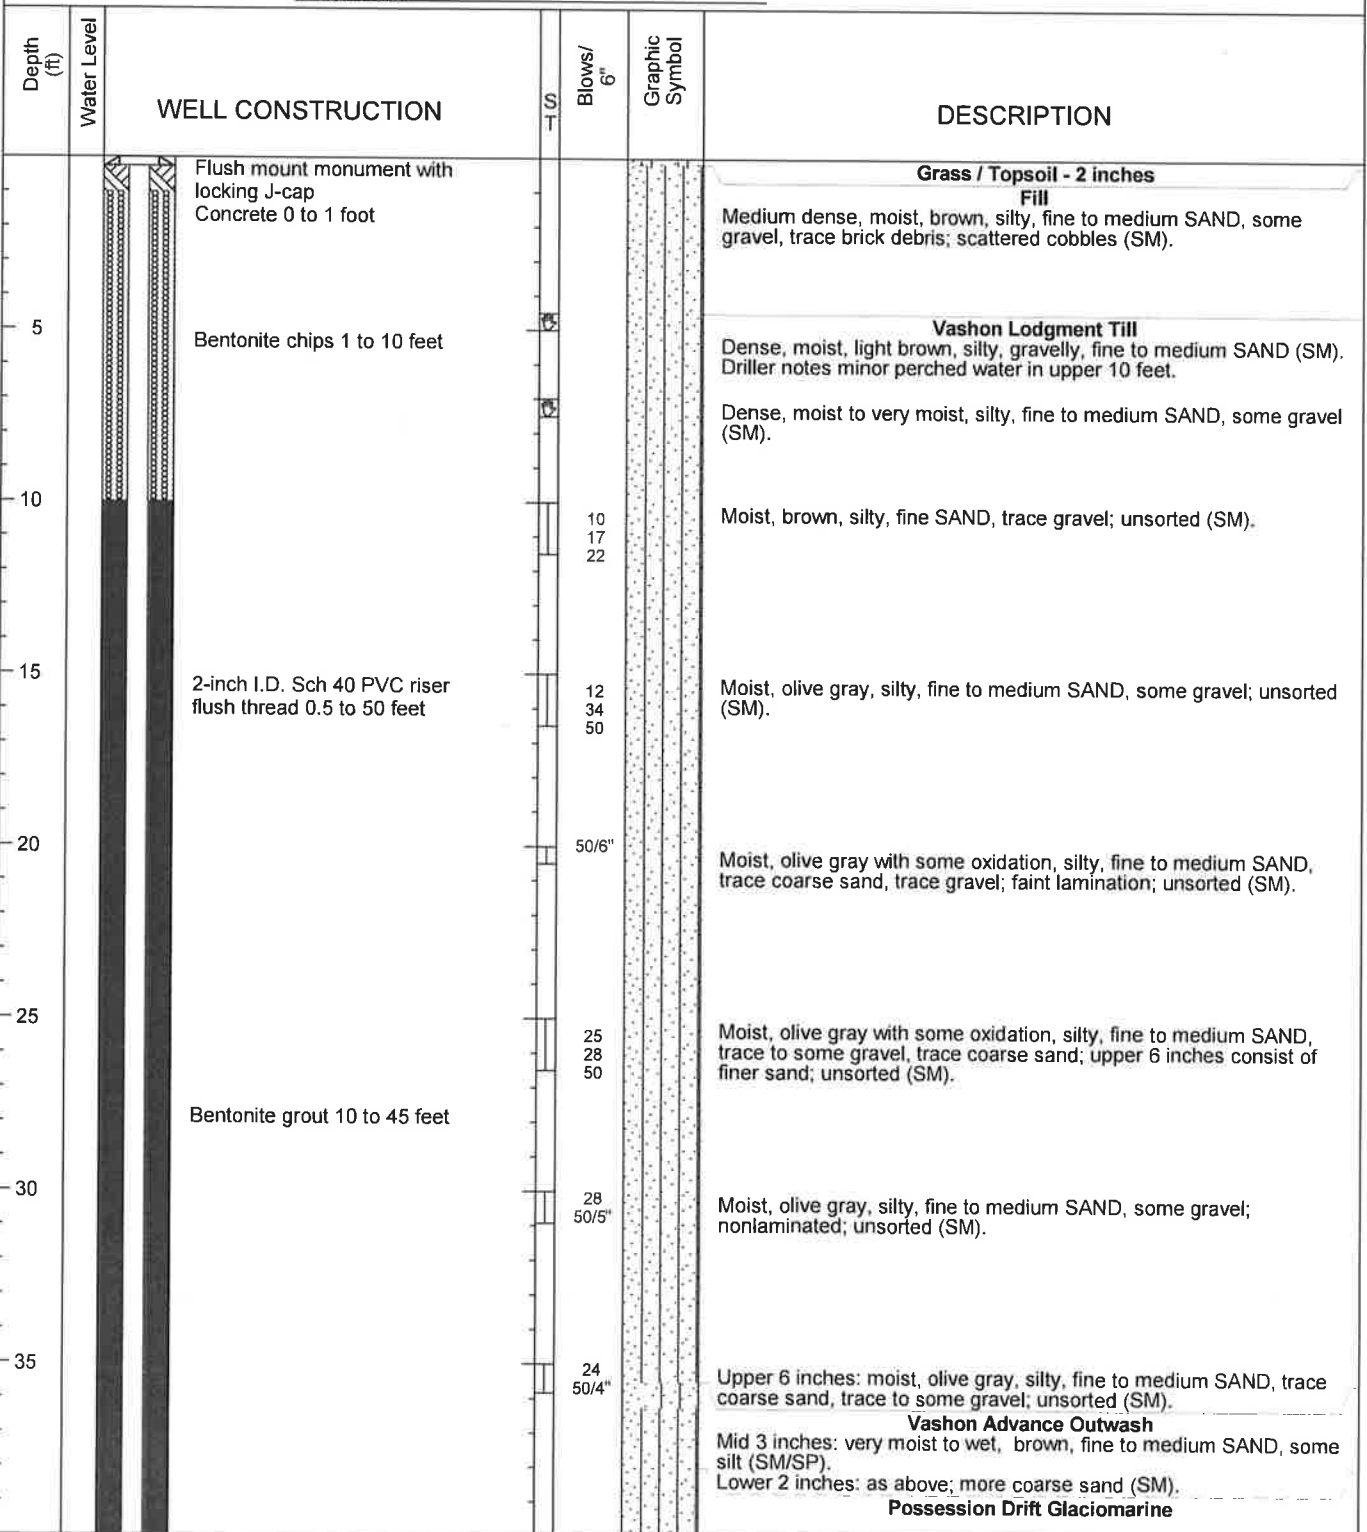 Depth
(ft)
Water Level
WELL CONSTRUCTION
S
T
Blows/
6"
Graphic
Symbol
DESCRIPTION
Flush mount monument with
locking J-cap
Concrete 0 to 1 foot
Grass / Topsoil - 2 inches
Fill
Medium dense, moist, brown, silty, fine to medium SAND, some
gravel, trace brick debris; scattered cobbles (SM).
5
Bentonite chips 1 to 10 feet
Vashon Lodgment Till
Dense, moist, light brown, silty, gravelly, fine to medium SAND (SM).
Driller notes minor perched water in upper 10 feet.
Dense, moist to very moist, silty, fine to medium SAND, some gravel
(SM).
10
10
17
22
Moist, brown, silty, fine SAND, trace gravel; unsorted (SM).
15
2-inch I.D. Sch 40 PVC riser
flush thread 0.5 to 50 feet
12
34
50
Moist, olive gray, silty, fine to medium SAND, some gravel; unsorted
(SM).
20
50/6"
Moist, olive gray with some oxidation, silty, fine to medium SAND,
trace coarse sand, trace gravel; faint lamination; unsorted (SM).
25
25
28
50
Moist, olive gray with some oxidation, silty, fine to medium SAND,
trace to some gravel, trace coarse sand; upper 6 inches consist of
finer sand; unsorted (SM).
Bentonite grout 10 to 45 feet
30
28
50/5"
Moist, olive gray, silty, fine to medium SAND, some gravel;
nonlaminated; unsorted (SM).
35
24
50/4"
Upper 6 inches: moist, olive gray, silty, fine to medium SAND, trace
coarse sand, trace to some gravel; unsorted (SM).
Vashon Advance Outwash
Mid 3 inches: very moist to wet, brown, fine to medium SAND, some
silt (SM/SP).
Lower 2 inches: as above; more coarse sand (SM).
Possession Drift Glaciomarine